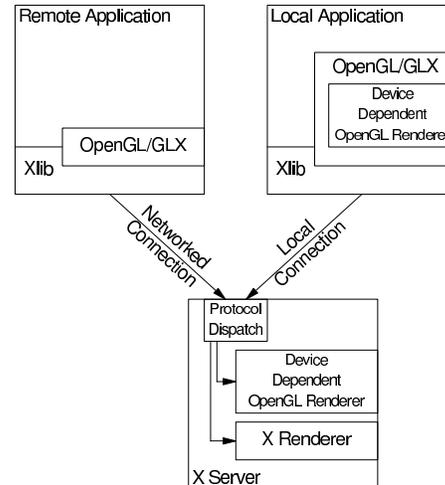 Remote Application
OpenGL/GLX
Xlib
Local Application
OpenGL/GLX
Device
Dependent
OpenGL Rendere
Xlib
Networked
Connection
Local
Connection
Protocol
Dispatch
Device
Dependent
OpenGL Renderer
X Renderer
X Server